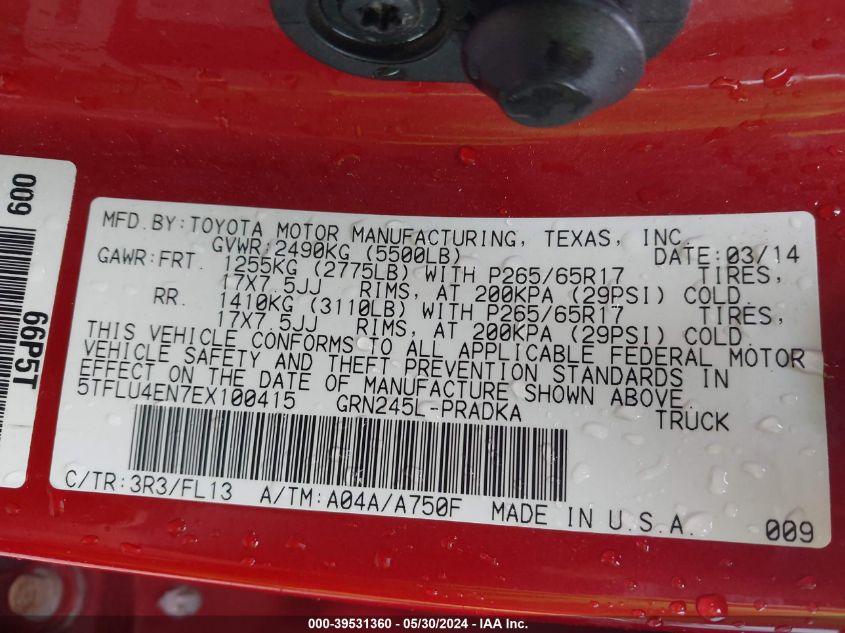 009
66P5T
MFD.BY:TOYOTA MOTOR MANUFACTURING, TEXAS, INC.
GVWR:2490KG (5500LB) DATE:03/14
GAWR:FRT. 1255KG (2775LB) WITH P265/65R17 TIRES,
17X7.5JJ RIMS, AT 200KPA (29PSI) COLD.
RR. 1410KG (3110LB) WITH P265/65R17 TIRES,
17X7.5JJ RIMS, AT 200KPA (29PSI) COLD.
THIS VEHICLE CONFORMS TO ALL APPLICABLE FEDERAL MOTOR
VEHICLE SAFETY AND THEFT PREVENTION STANDARDS IN
EFFECT ON THE DATE OF MANUFACTURE SHOWN ABOVE.
5TFLU4EN7EX100415 GRN245L-PRADKA TRUCK
C/TR:3R3/FL13 A/TM:A04A/A750F MADE IN U.S.A. 009
000-39531360 - 05/30/2024 - IAA Inc.